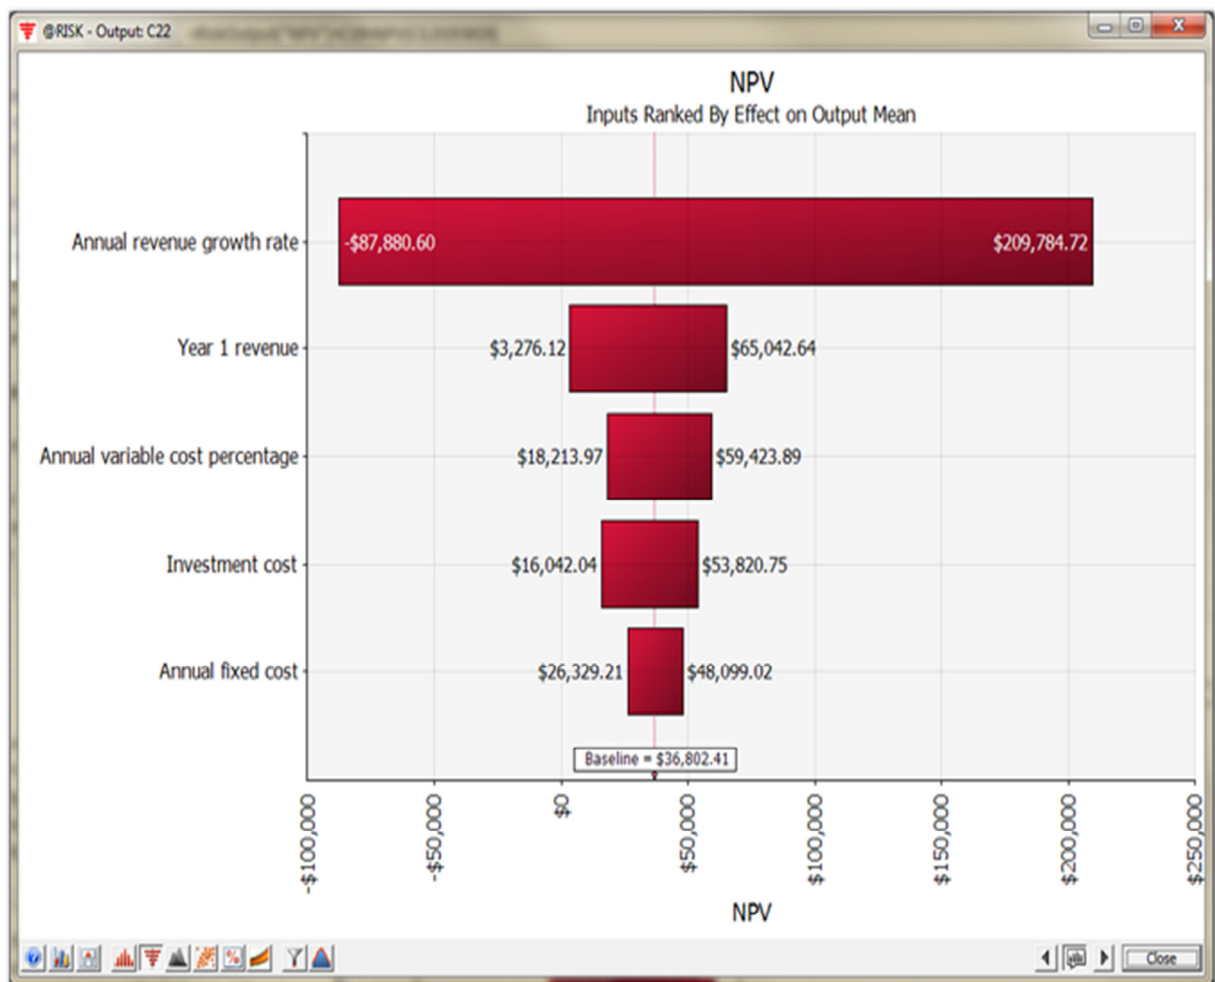 @RISK - Output: C22
NPV
Inputs Ranked By Effect on Output Mean
Annual revenue growth rate
-$87,880.60
$209,784.72
Year 1 revenue
$3,276.12
$65,042.64
Annual variable cost percentage
$18,213.97
$59,423.89
Investment cost
$16,042.04
$53,820.75
Annual fixed cost
$26,329.21
$48,099.02
Baseline = $36,802.41
-$100,000
-$50,000
$0
$50,000
$100,000
$150,000
$200,000
$250,000
NPV
Close